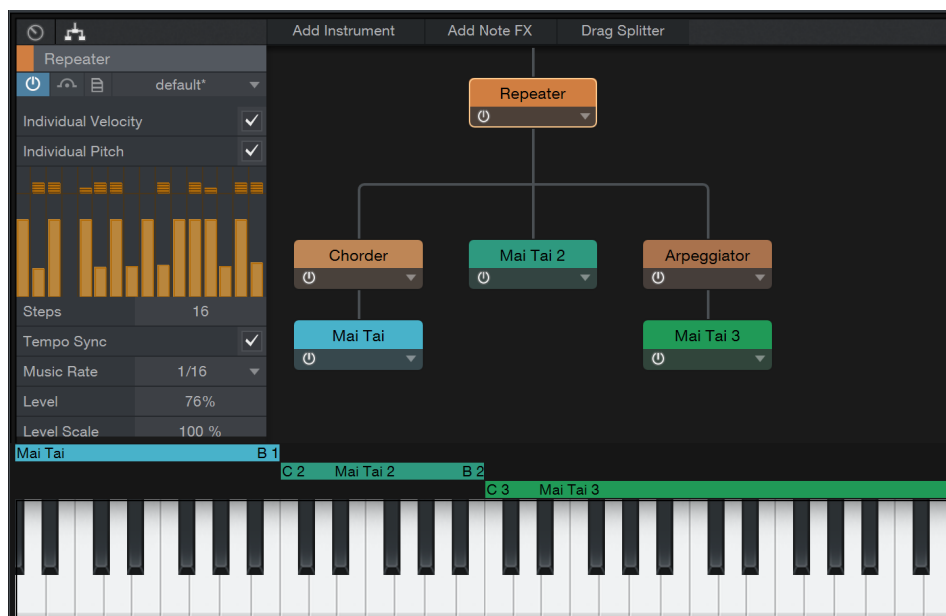 Add Instrument Add Note FX Drag Splitter
Repeater
default*
Individual Velocity
Individual Pitch
Steps 16
Tempo Sync
Music Rate 1/16
Level 76%
Level Scale 100 %
Repeater
Chorder Mai Tai 2 Arpeggiator
Mai Tai Mai Tai 3
Mai Tai B 1
C 2 Mai Tai 2 B 2
C 3 Mai Tai 3